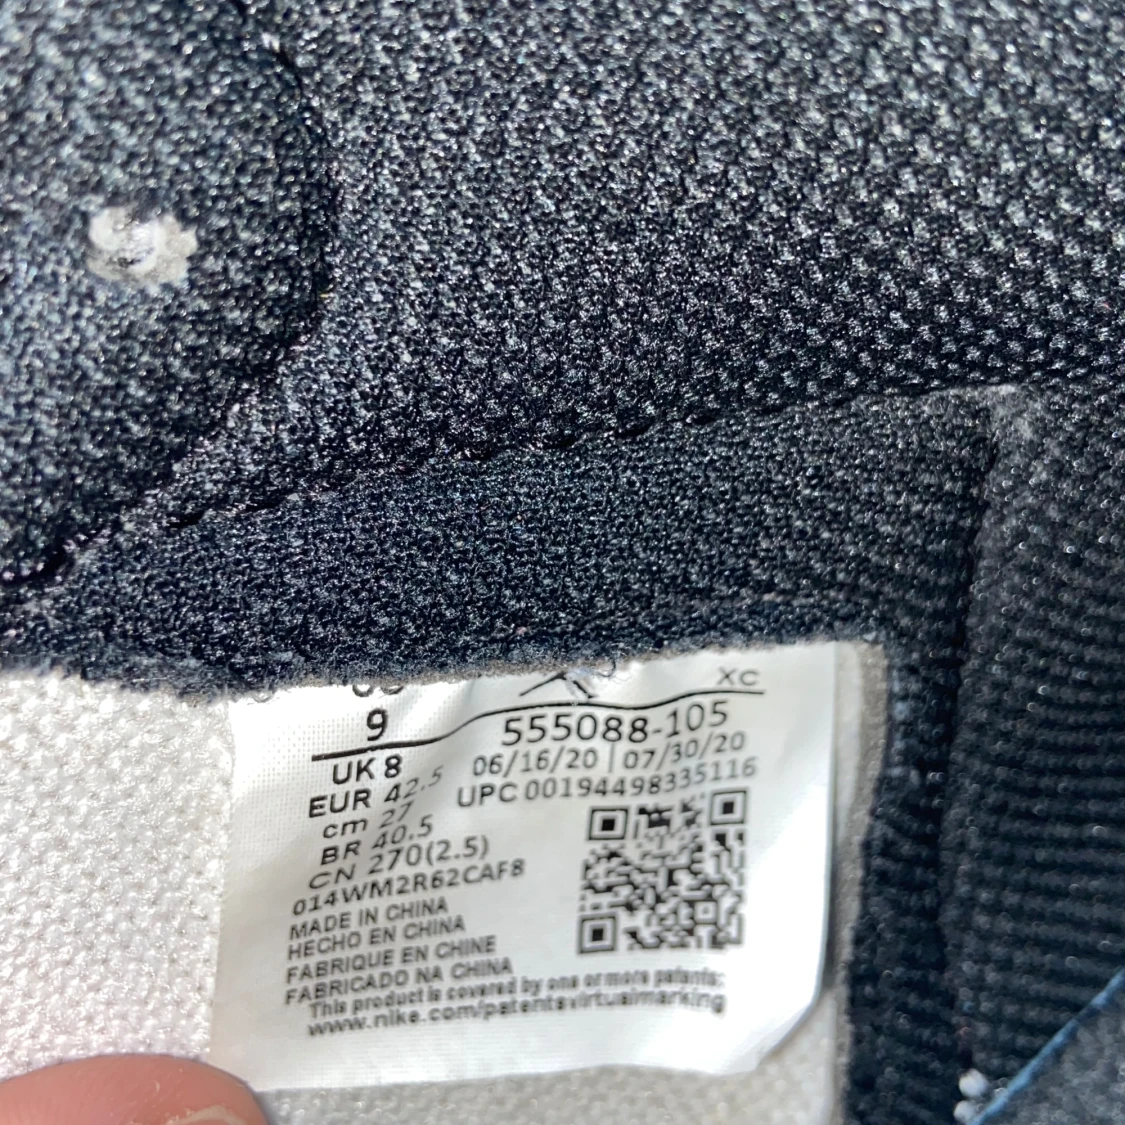 XC
9
555088-105
UK 8
06/16/20 | 07/30/20
EUR 42.5
UPC 00194498335116
cm 27
BR 40.5
CN 270(2.5)
014WM2R62CAF8
MADE IN CHINA
HECHO EN CHINA
FABRIQUE EN CHINE
FABRICADO NA CHINA
This product is covered by one or more patents:
www.nike.com/patentsvirtualmarking